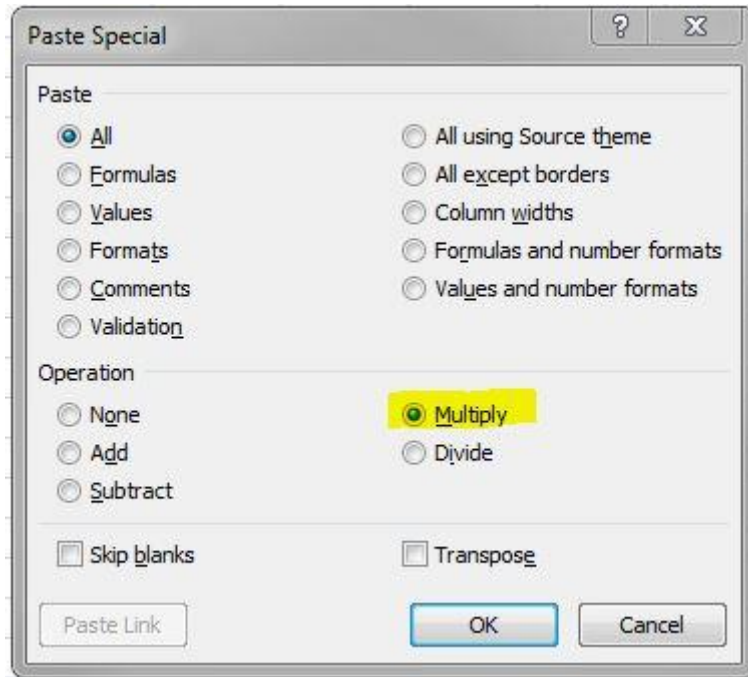 Paste Special
Paste
All
All using Source theme
Formulas
All except borders
Values
Column widths
Formats
Formulas and number formats
Comments
Values and number formats
Validation
Operation
None
Multiply
Add
Divide
Subtract
Skip blanks
Transpose
Paste Link
OK
Cancel